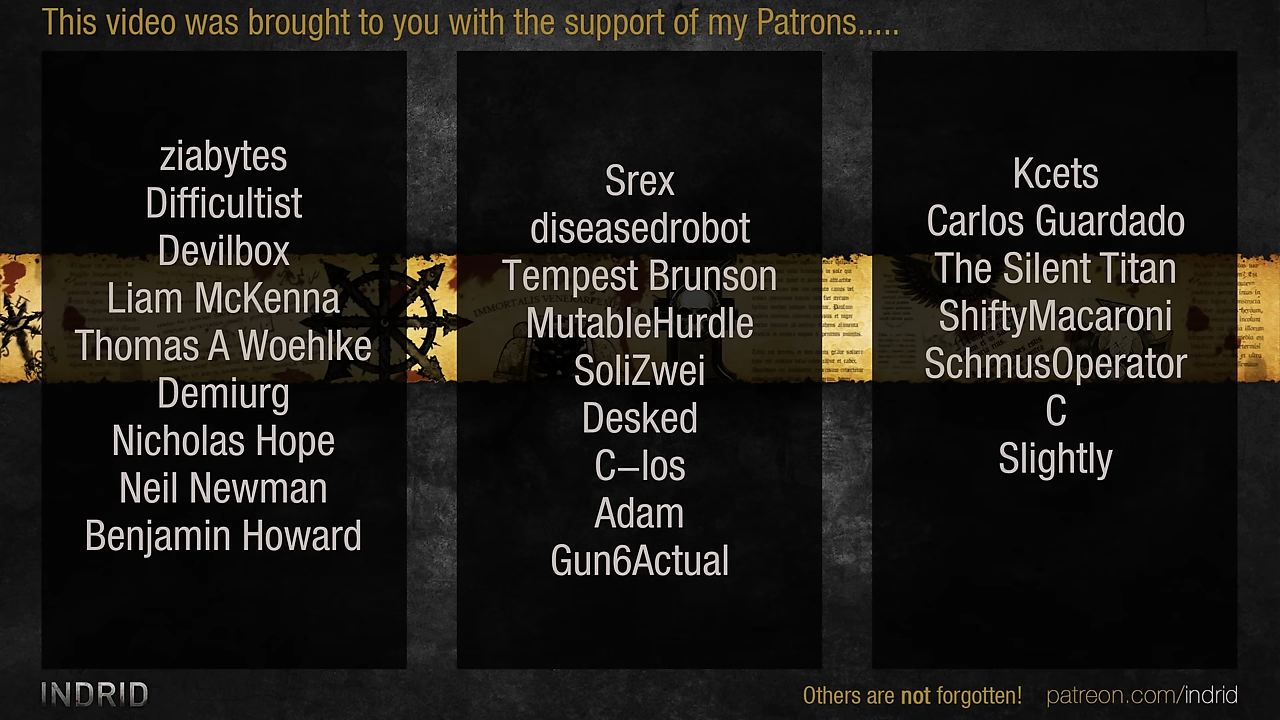 This video was brought to you with the support of my Patrons.....
ziabytes
Difficultist
Devilbox
Liam McKenna
Thomas A Woehlke
Demiurg
Nicholas Hope
Neil Newman
Benjamin Howard
Srex
diseasedrobot
Tempest Brunson
MutableHurdle
SoliZwei
Desked
C–los
Adam
Gun6Actual
Kcets
Carlos Guardado
The Silent Titan
ShiftyMacaroni
SchmusOperator
C
Slightly
INDRID
Others are not forgotten! patreon.com/indrid